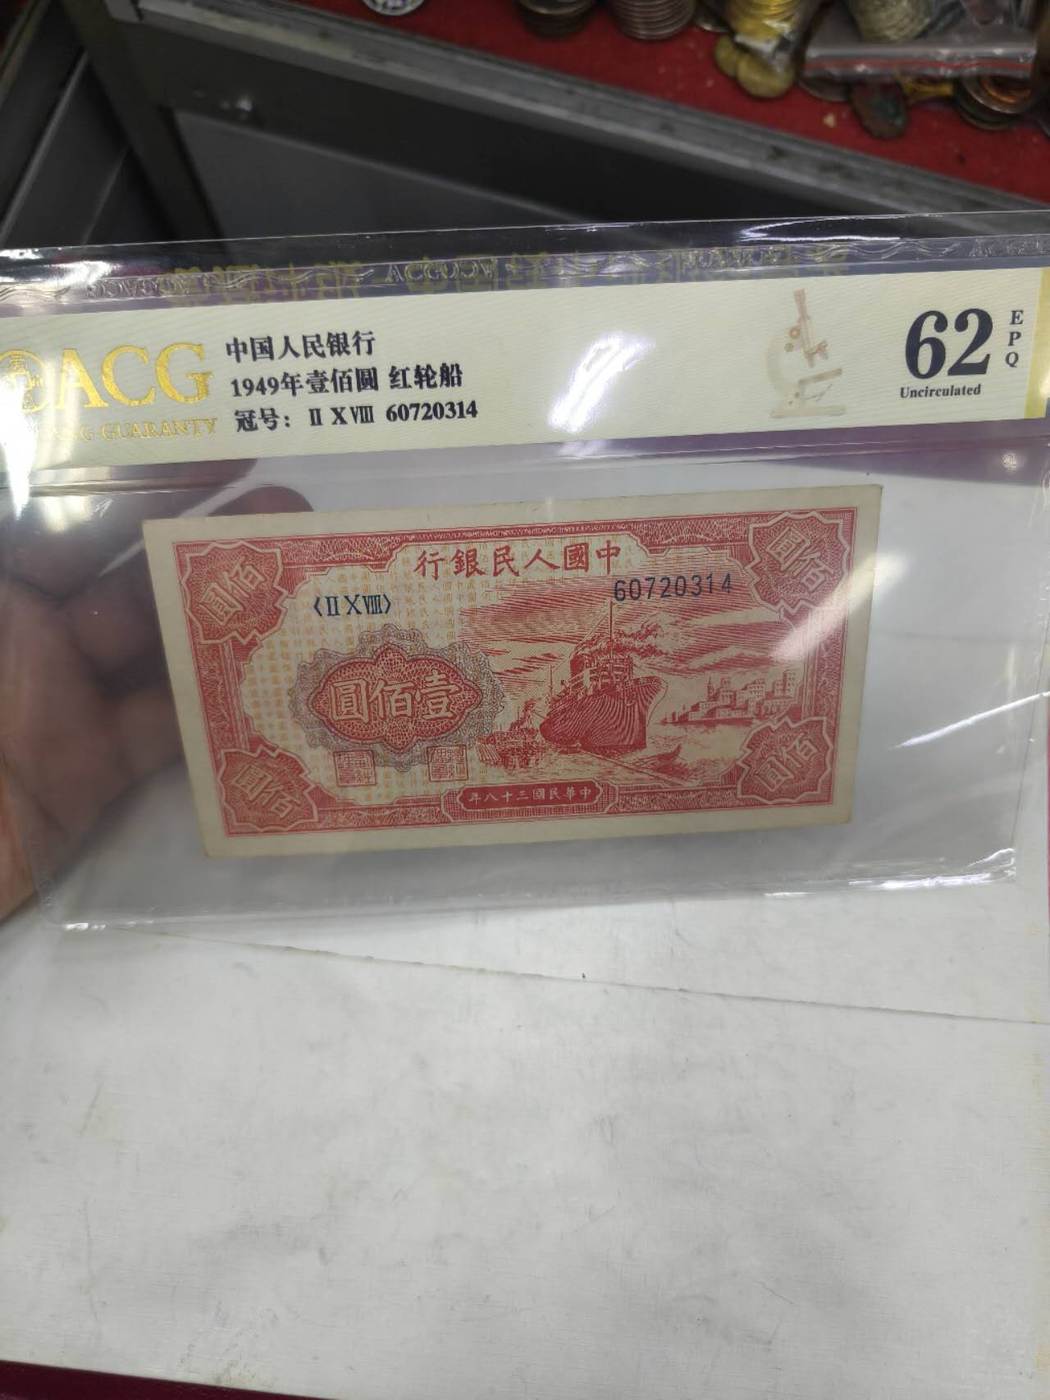 ACG
GUARANTY
中国人民银行
1949年壹佰圆 红轮船
冠号: Ⅱ Ⅹ Ⅷ 60720314
62
EPQ
Uncirculated
行銀民人國中
〈Ⅱ Ⅹ Ⅷ〉
60720314
圓佰壹
圓佰
圓佰
圓佰
圓佰
年八十三國民華中